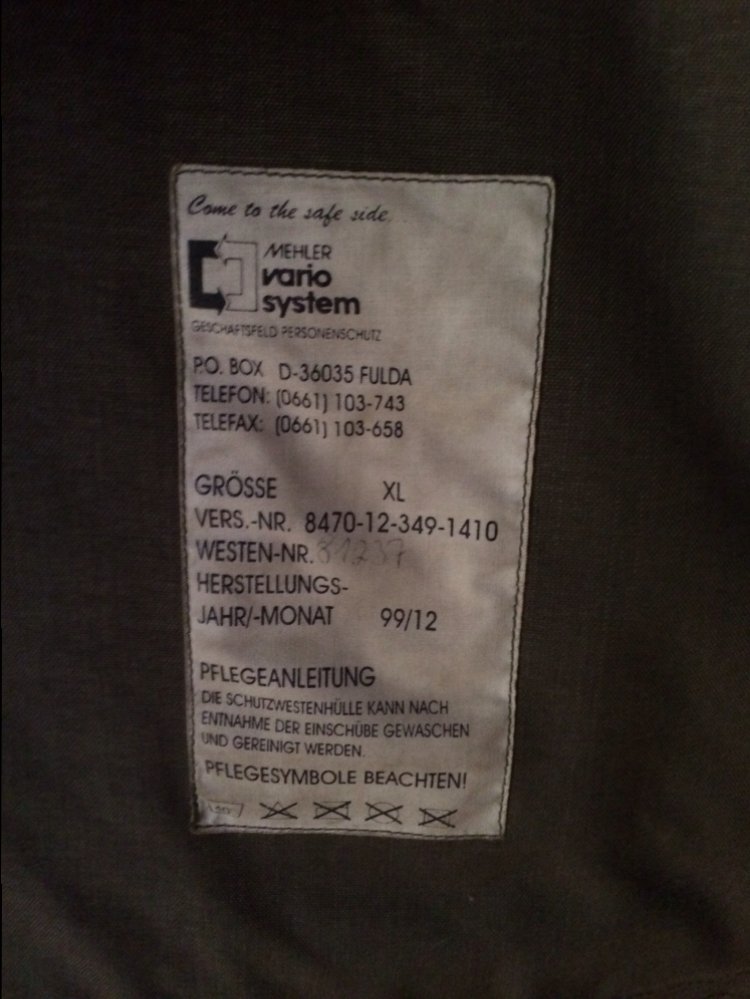 Come to the safe side.
MEHLER
vario
system
GESCHÄFTSFELD PERSONENSCHUTZ
P.O. BOX D-36035 FULDA
TELEFON: (0661) 103-743
TELEFAX: (0661) 103-658
GRÖSSE XL
VERS.-NR. 8470-12-349-1410
WESTEN-NR. 81237
HERSTELLUNGS-
JAHR/-MONAT 99/12
PFLEGEANLEITUNG
DIE SCHUTZWESTENHÜLLE KANN NACH
ENTNAHME DER EINSCHÜBE GEWASCHEN
UND GEREINIGT WERDEN.
PFLEGESYMBOLE BEACHTEN!